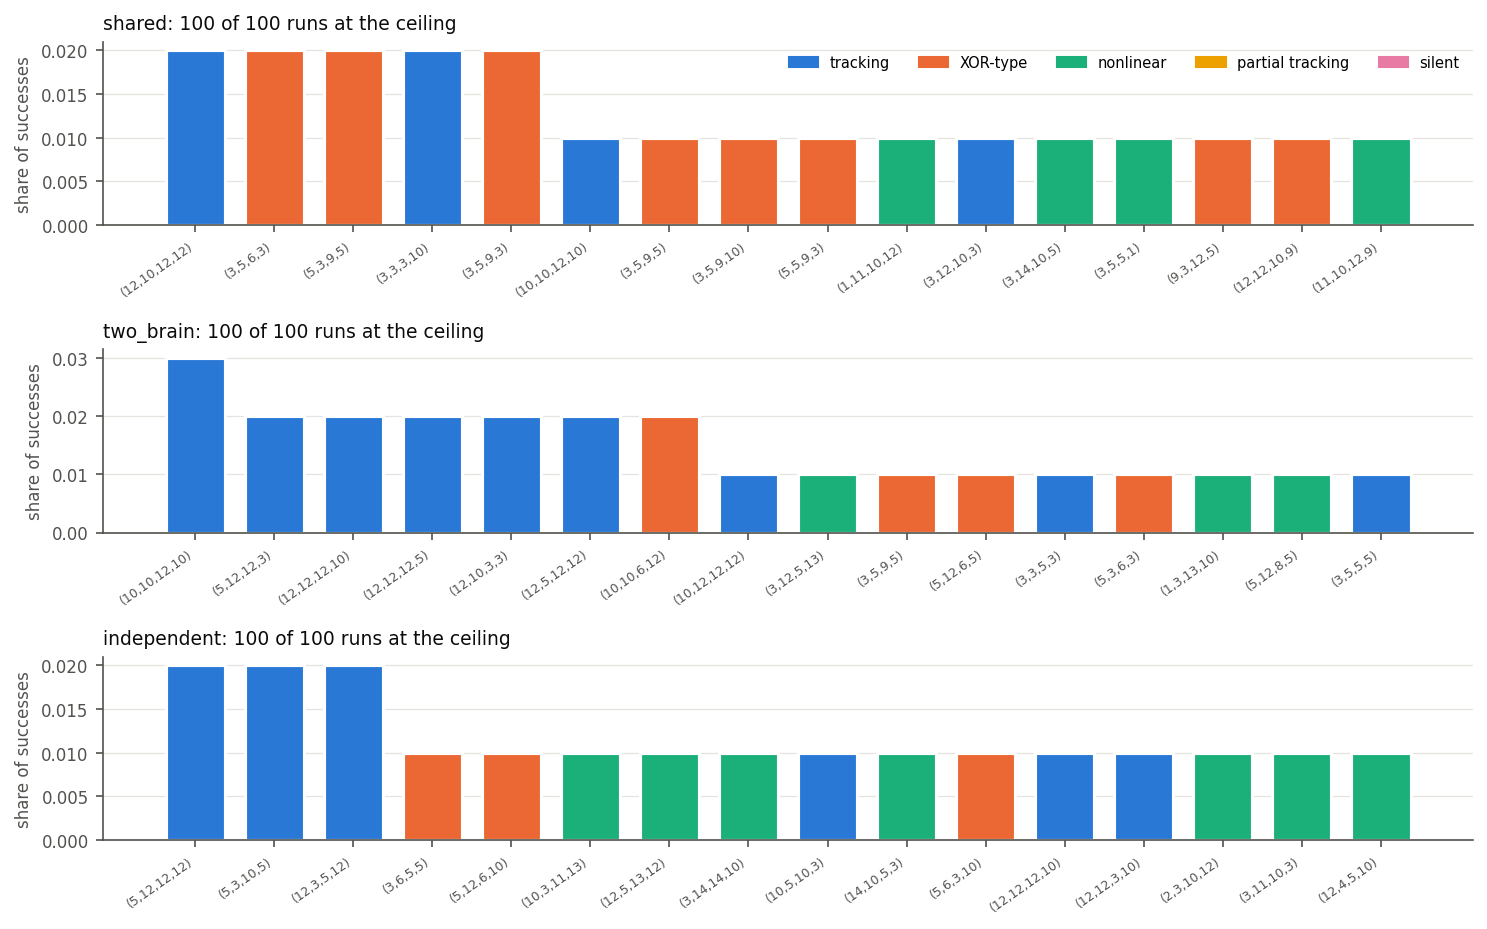 shared: 100 of 100 runs at the ceiling
share of successes
0.020
0.015
0.010
0.005
0.000
tracking XOR-type nonlinear partial tracking silent
(12,10,12,12) (3,5,6,3) (5,3,9,5) (3,3,3,10) (3,5,9,3) (10,10,12,10) (3,5,9,5) (3,5,9,10) (5,5,9,3) (1,11,10,12) (3,12,10,3) (3,14,10,5) (3,5,5,1) (9,3,12,5) (12,12,10,9) (11,10,12,9)
two_brain: 100 of 100 runs at the ceiling
share of successes
0.03
0.02
0.01
0.00
(10,10,12,10) (5,12,12,3) (12,12,12,10) (12,12,12,5) (12,10,3,3) (12,5,12,12) (10,10,6,12) (10,12,12,12) (3,12,5,13) (3,5,9,5) (5,12,6,5) (3,3,5,3) (5,3,6,3) (1,3,13,10) (5,12,8,5) (3,5,5,5)
independent: 100 of 100 runs at the ceiling
share of successes
0.020
0.015
0.010
0.005
0.000
(5,12,12,12) (5,3,10,5) (12,3,5,12) (3,6,5,5) (5,12,6,10) (10,3,11,13) (12,5,13,12) (3,14,14,10) (10,5,10,3) (14,10,5,3) (5,6,3,10) (12,12,12,10) (12,12,3,10) (2,3,10,12) (3,11,10,3) (12,4,5,10)